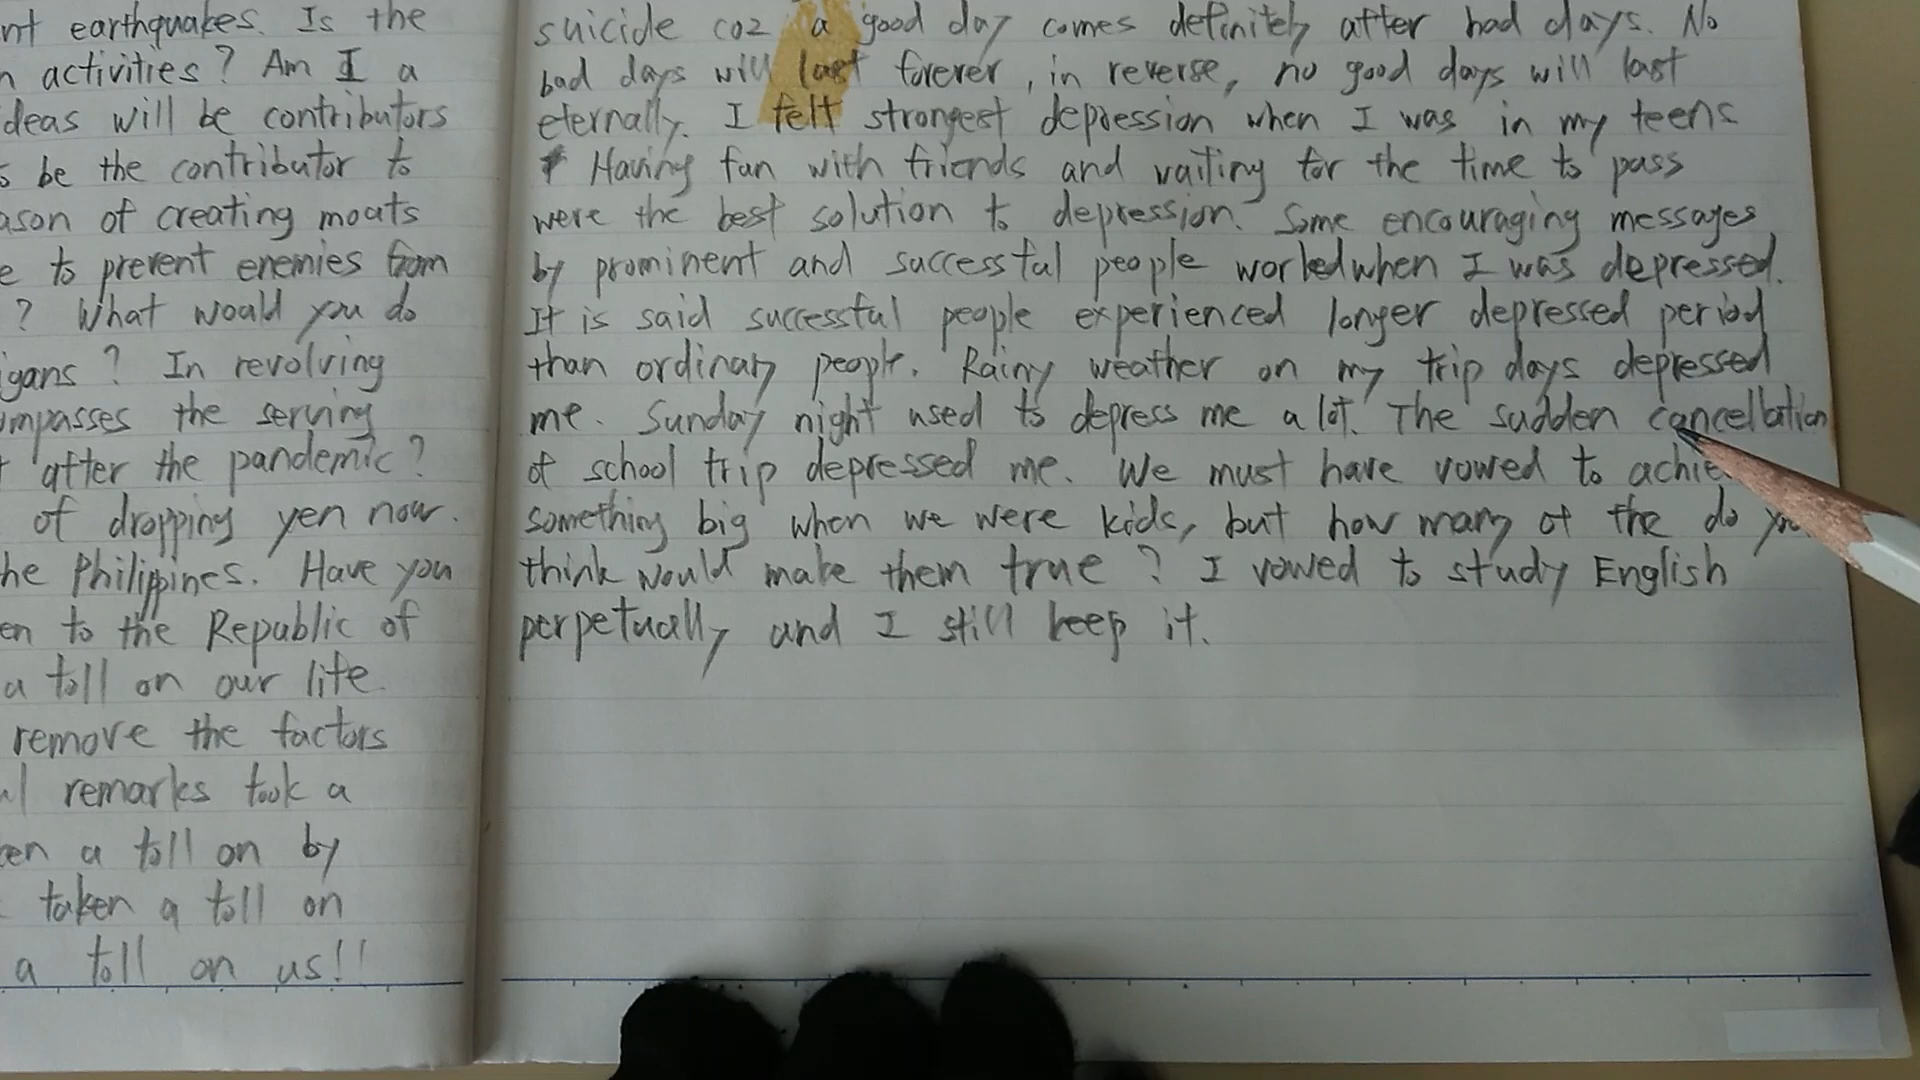 nt earthquakes. Is the
n activities? Am I a
deas will be contributors
s be the contributor to
ason of creating moats
e to prevent enemies from
? What would you do
igans? In revolving
ompasses the serving
after the pandemic?
of dropping yen now.
he Philippines. Have you
en to the Republic of
a toll on our life.
remove the factors
l remarks took a
en a toll on by
taken a toll on
a toll on us!!
suicide coz a good day comes definitely after bad days. No
bad days will last forever, in reverse, no good days will last
eternally. I felt strongest depression when I was in my teens
Having fun with friends and waiting for the time to pass
were the best solution to depression. Some encouraging messages
by prominent and successful people worked when I was depressed.
It is said successful people experienced longer depressed period
than ordinary people. Rainy weather on my trip days depressed
me. Sunday night used to depress me a lot. The sudden cancellation
of school trip depressed me. We must have vowed to achie
something big when we were kids, but how many of the do yo
think would make them true? I vowed to study English
perpetually and I still keep it.